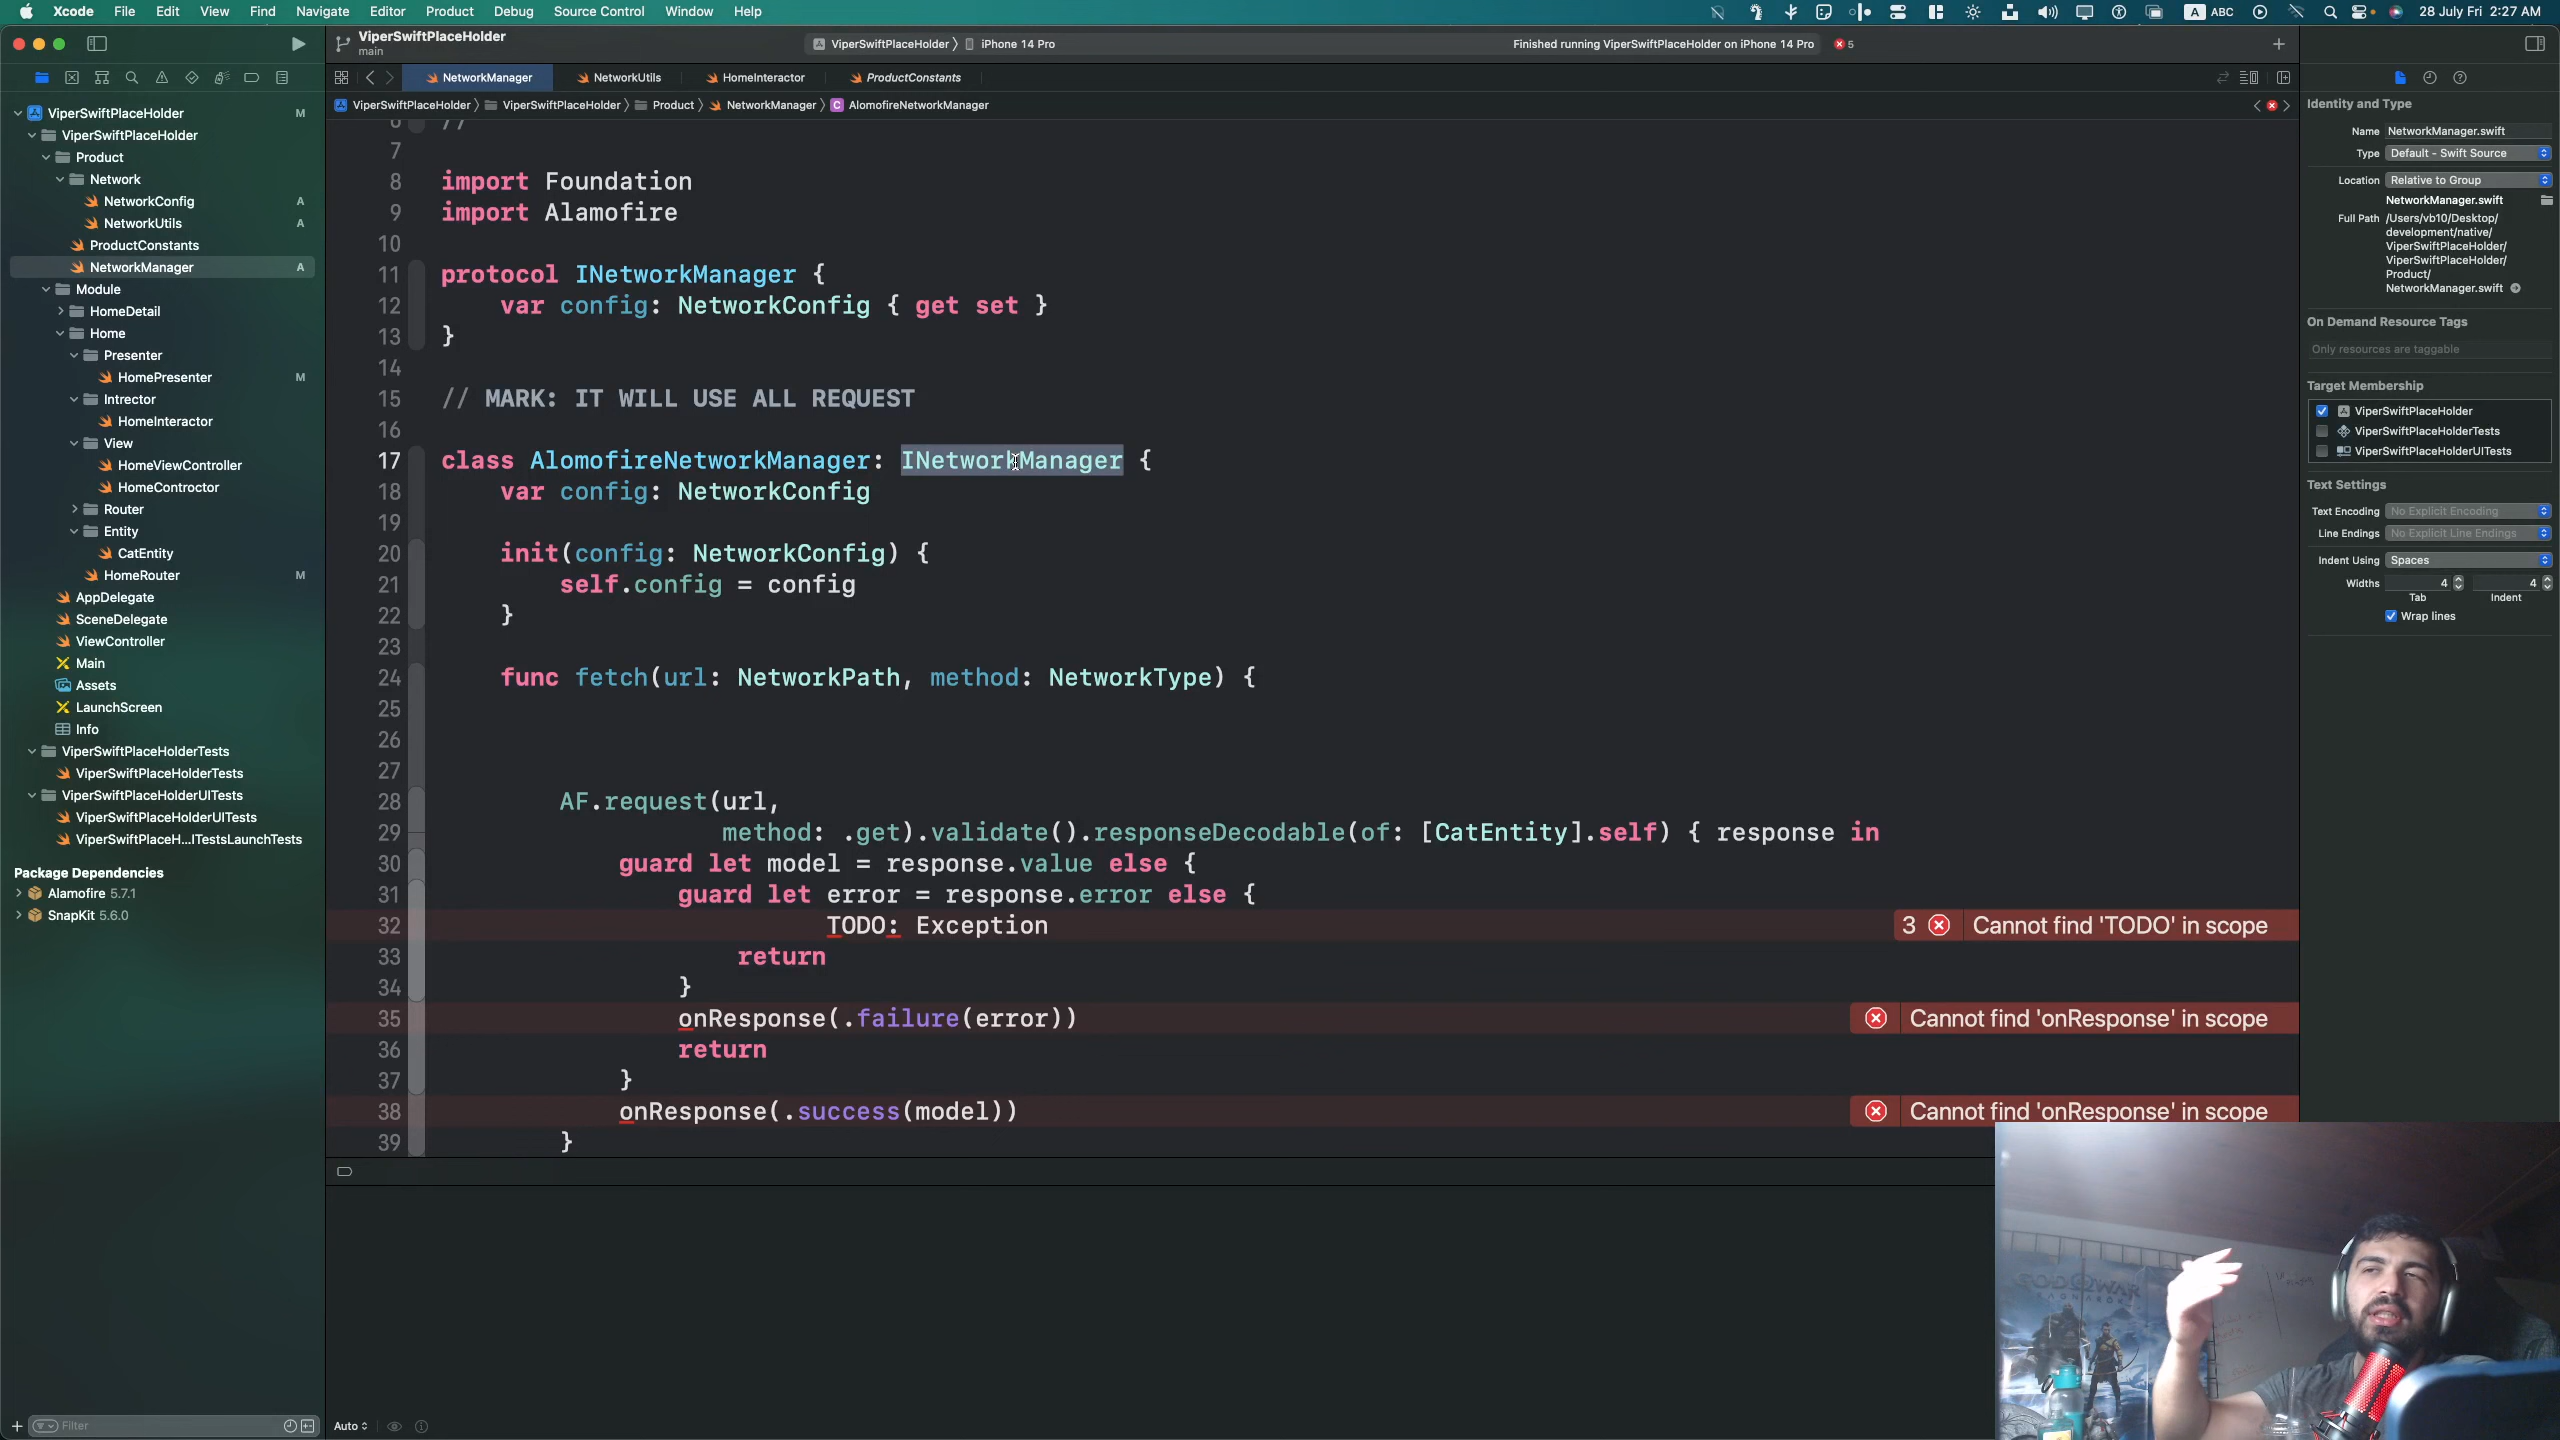 Xcode File Edit View Find Navigate Editor Product Debug Source Control Window Help
A ABC 28 July Fri 2:27 AM
ViperSwiftPlaceHolder
main
ViperSwiftPlaceHolder iPhone 14 Pro
Finished running ViperSwiftPlaceHolder on iPhone 14 Pro 5
NetworkManager NetworkUtils HomeInteractor ProductConstants
ViperSwiftPlaceHolder ViperSwiftPlaceHolder Product NetworkManager C AlomofireNetworkManager
ViperSwiftPlaceHolder M
ViperSwiftPlaceHolder
Product
Network
NetworkConfig A
NetworkUtils A
ProductConstants
NetworkManager A
Module
HomeDetail
Home
Presenter
HomePresenter M
Intrector
HomeInteractor
View
HomeViewController
HomeControctor
Router
Entity
CatEntity
HomeRouter M
AppDelegate
SceneDelegate
ViewController
Main
Assets
LaunchScreen
Info
ViperSwiftPlaceHolderTests
ViperSwiftPlaceHolderTests
ViperSwiftPlaceHolderUITests
ViperSwiftPlaceHolderUITests
ViperSwiftPlaceH...ITestsLaunchTests
Package Dependencies
Alamofire 5.7.1
SnapKit 5.6.0
Filter
6 //
7
8 import Foundation
9 import Alamofire
10
11 protocol INetworkManager {
12 var config: NetworkConfig { get set }
13 }
14
15 // MARK: IT WILL USE ALL REQUEST
16
17 class AlomofireNetworkManager: INetworkManager {
18 var config: NetworkConfig
19
20 init(config: NetworkConfig) {
21 self.config = config
22 }
23
24 func fetch(url: NetworkPath, method: NetworkType) {
25
26
27
28 AF.request(url,
29 method: .get).validate().responseDecodable(of: [CatEntity].self) { response in
30 guard let model = response.value else {
31 guard let error = response.error else {
32 TODO: Exception 3 Cannot find 'TODO' in scope
33 return
34 }
35 onResponse(.failure(error)) Cannot find 'onResponse' in scope
36 return
37 }
38 onResponse(.success(model)) Cannot find 'onResponse' in scope
39 }
Auto
Identity and Type
Name NetworkManager.swift
Type Default - Swift Source
Location Relative to Group
NetworkManager.swift
Full Path /Users/vb10/Desktop/
development/native/
ViperSwiftPlaceHolder/
ViperSwiftPlaceHolder/
Product/
NetworkManager.swift
On Demand Resource Tags
Only resources are taggable
Target Membership
ViperSwiftPlaceHolder
ViperSwiftPlaceHolderTests
ViperSwiftPlaceHolderUITests
Text Settings
Text Encoding No Explicit Encoding
Line Endings No Explicit Line Endings
Indent Using Spaces
Widths 4 4
Tab Indent
Wrap lines
GOD OF WAR
RAGNARÖK